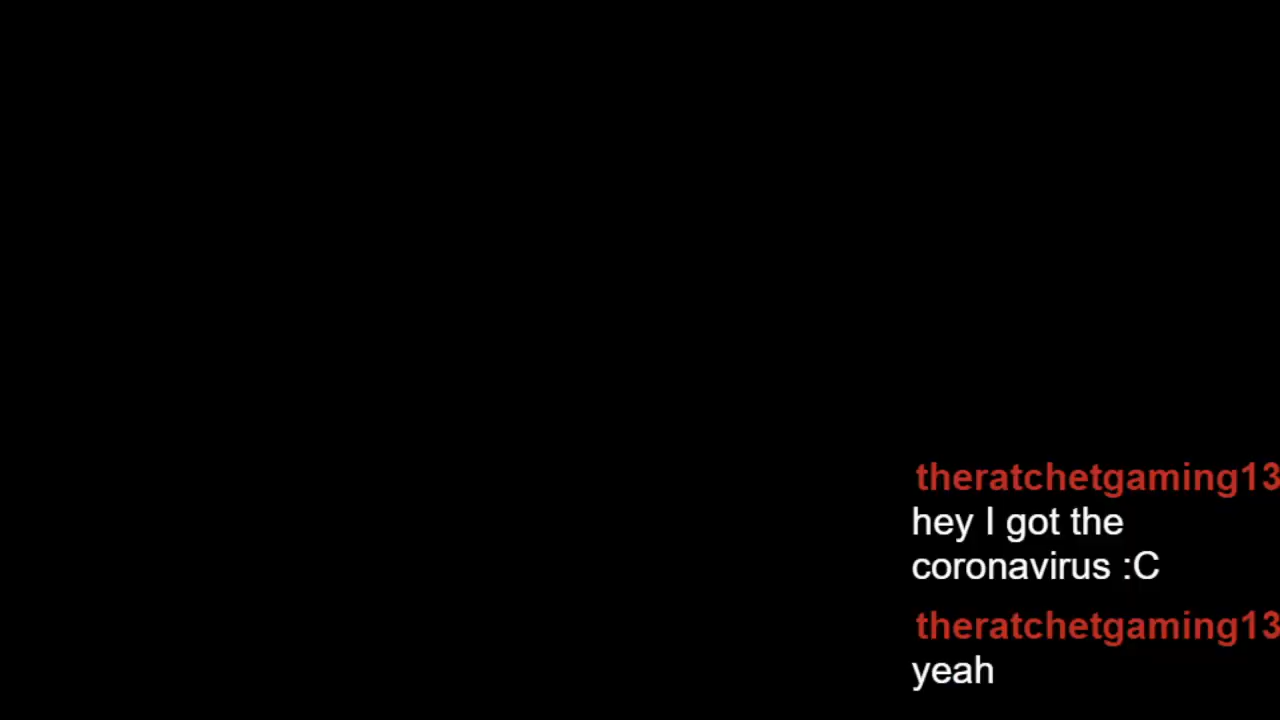 theratchetgaming13
hey I got the
coronavirus :C
theratchetgaming13
yeah